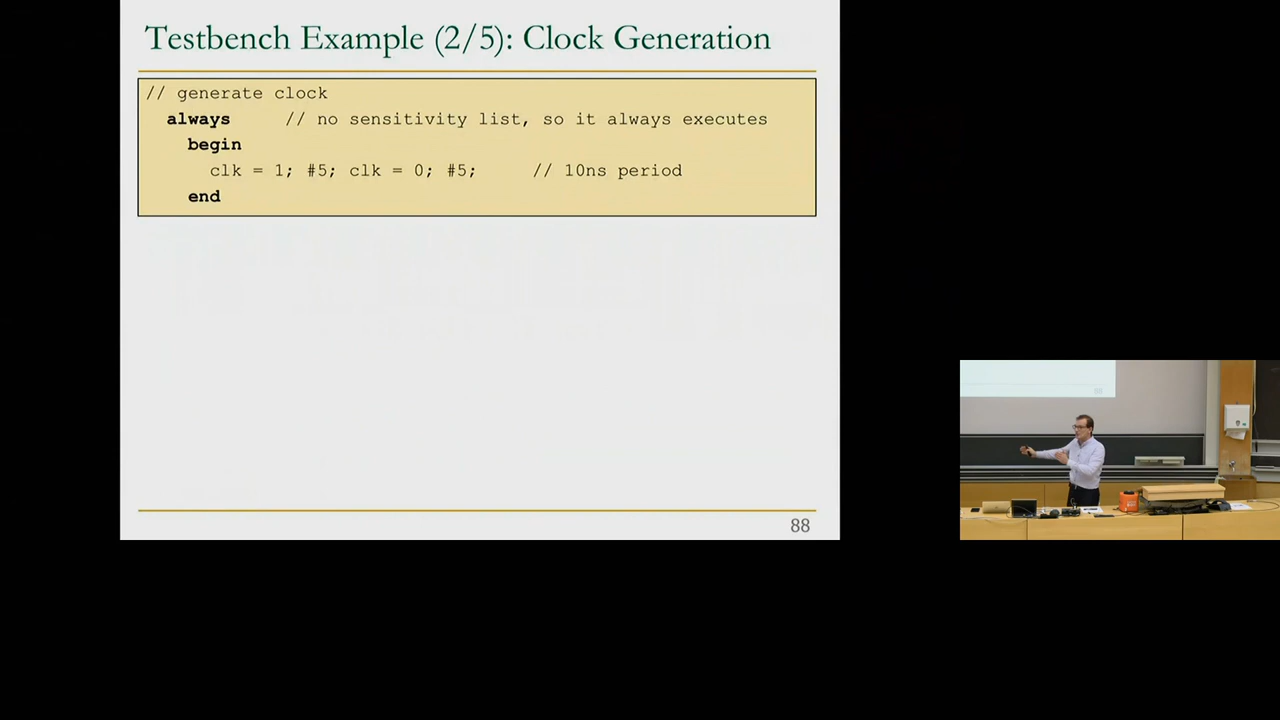 Testbench Example (2/5): Clock Generation
// generate clock
always // no sensitivity list, so it always executes
begin
clk = 1; #5; clk = 0; #5; // 10ns period
end
88